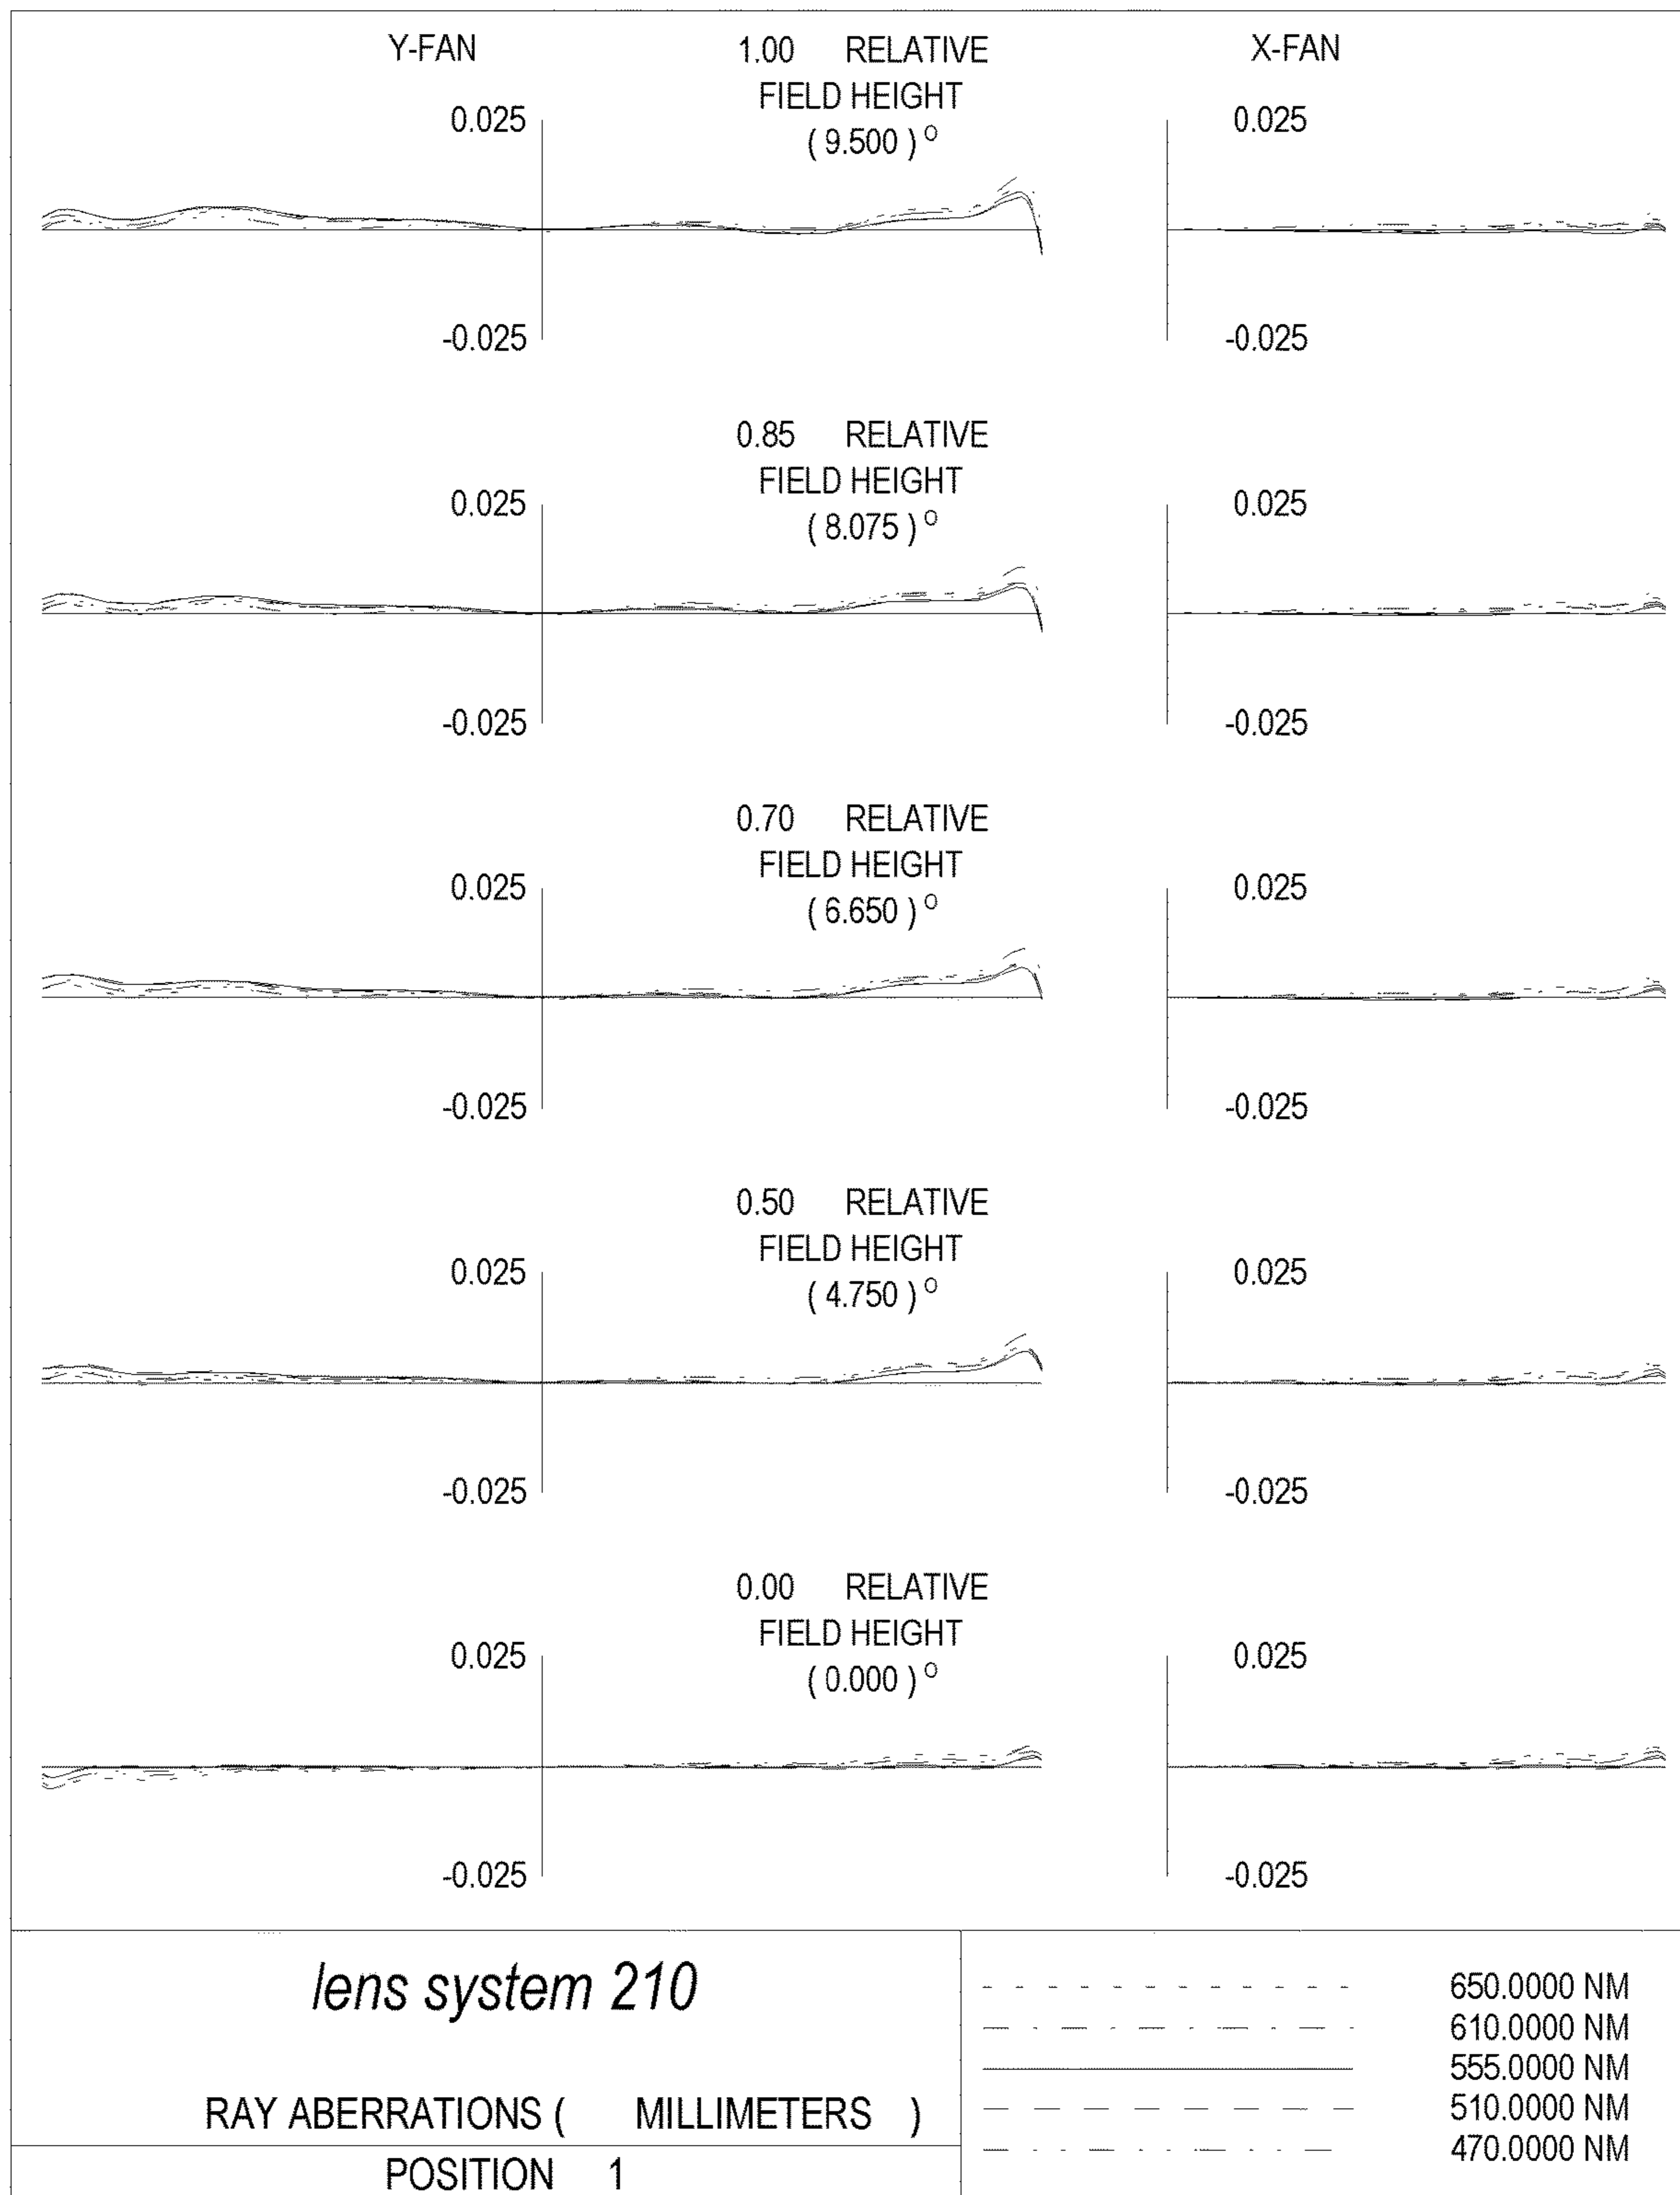 Y-FAN 1.00 RELATIVE X-FAN
FIELD HEIGHT
0.025 ( 9.500 ) O 0.025
-0.025 -0.025
0.85 RELATIVE
FIELD HEIGHT
0.025 ( 8.075 ) O 0.025
-0.025 -0.025
0.70 RELATIVE
FIELD HEIGHT
0.025 ( 6.650 ) O 0.025
-0.025 -0.025
0.50 RELATIVE
FIELD HEIGHT
0.025 ( 4.750 ) O 0.025
-0.025 -0.025
0.00 RELATIVE
FIELD HEIGHT
0.025 ( 0.000 ) O 0.025
-0.025 -0.025
lens system 210
RAY ABERRATIONS ( MILLIMETERS )
POSITION 1
650.0000 NM
610.0000 NM
555.0000 NM
510.0000 NM
470.0000 NM